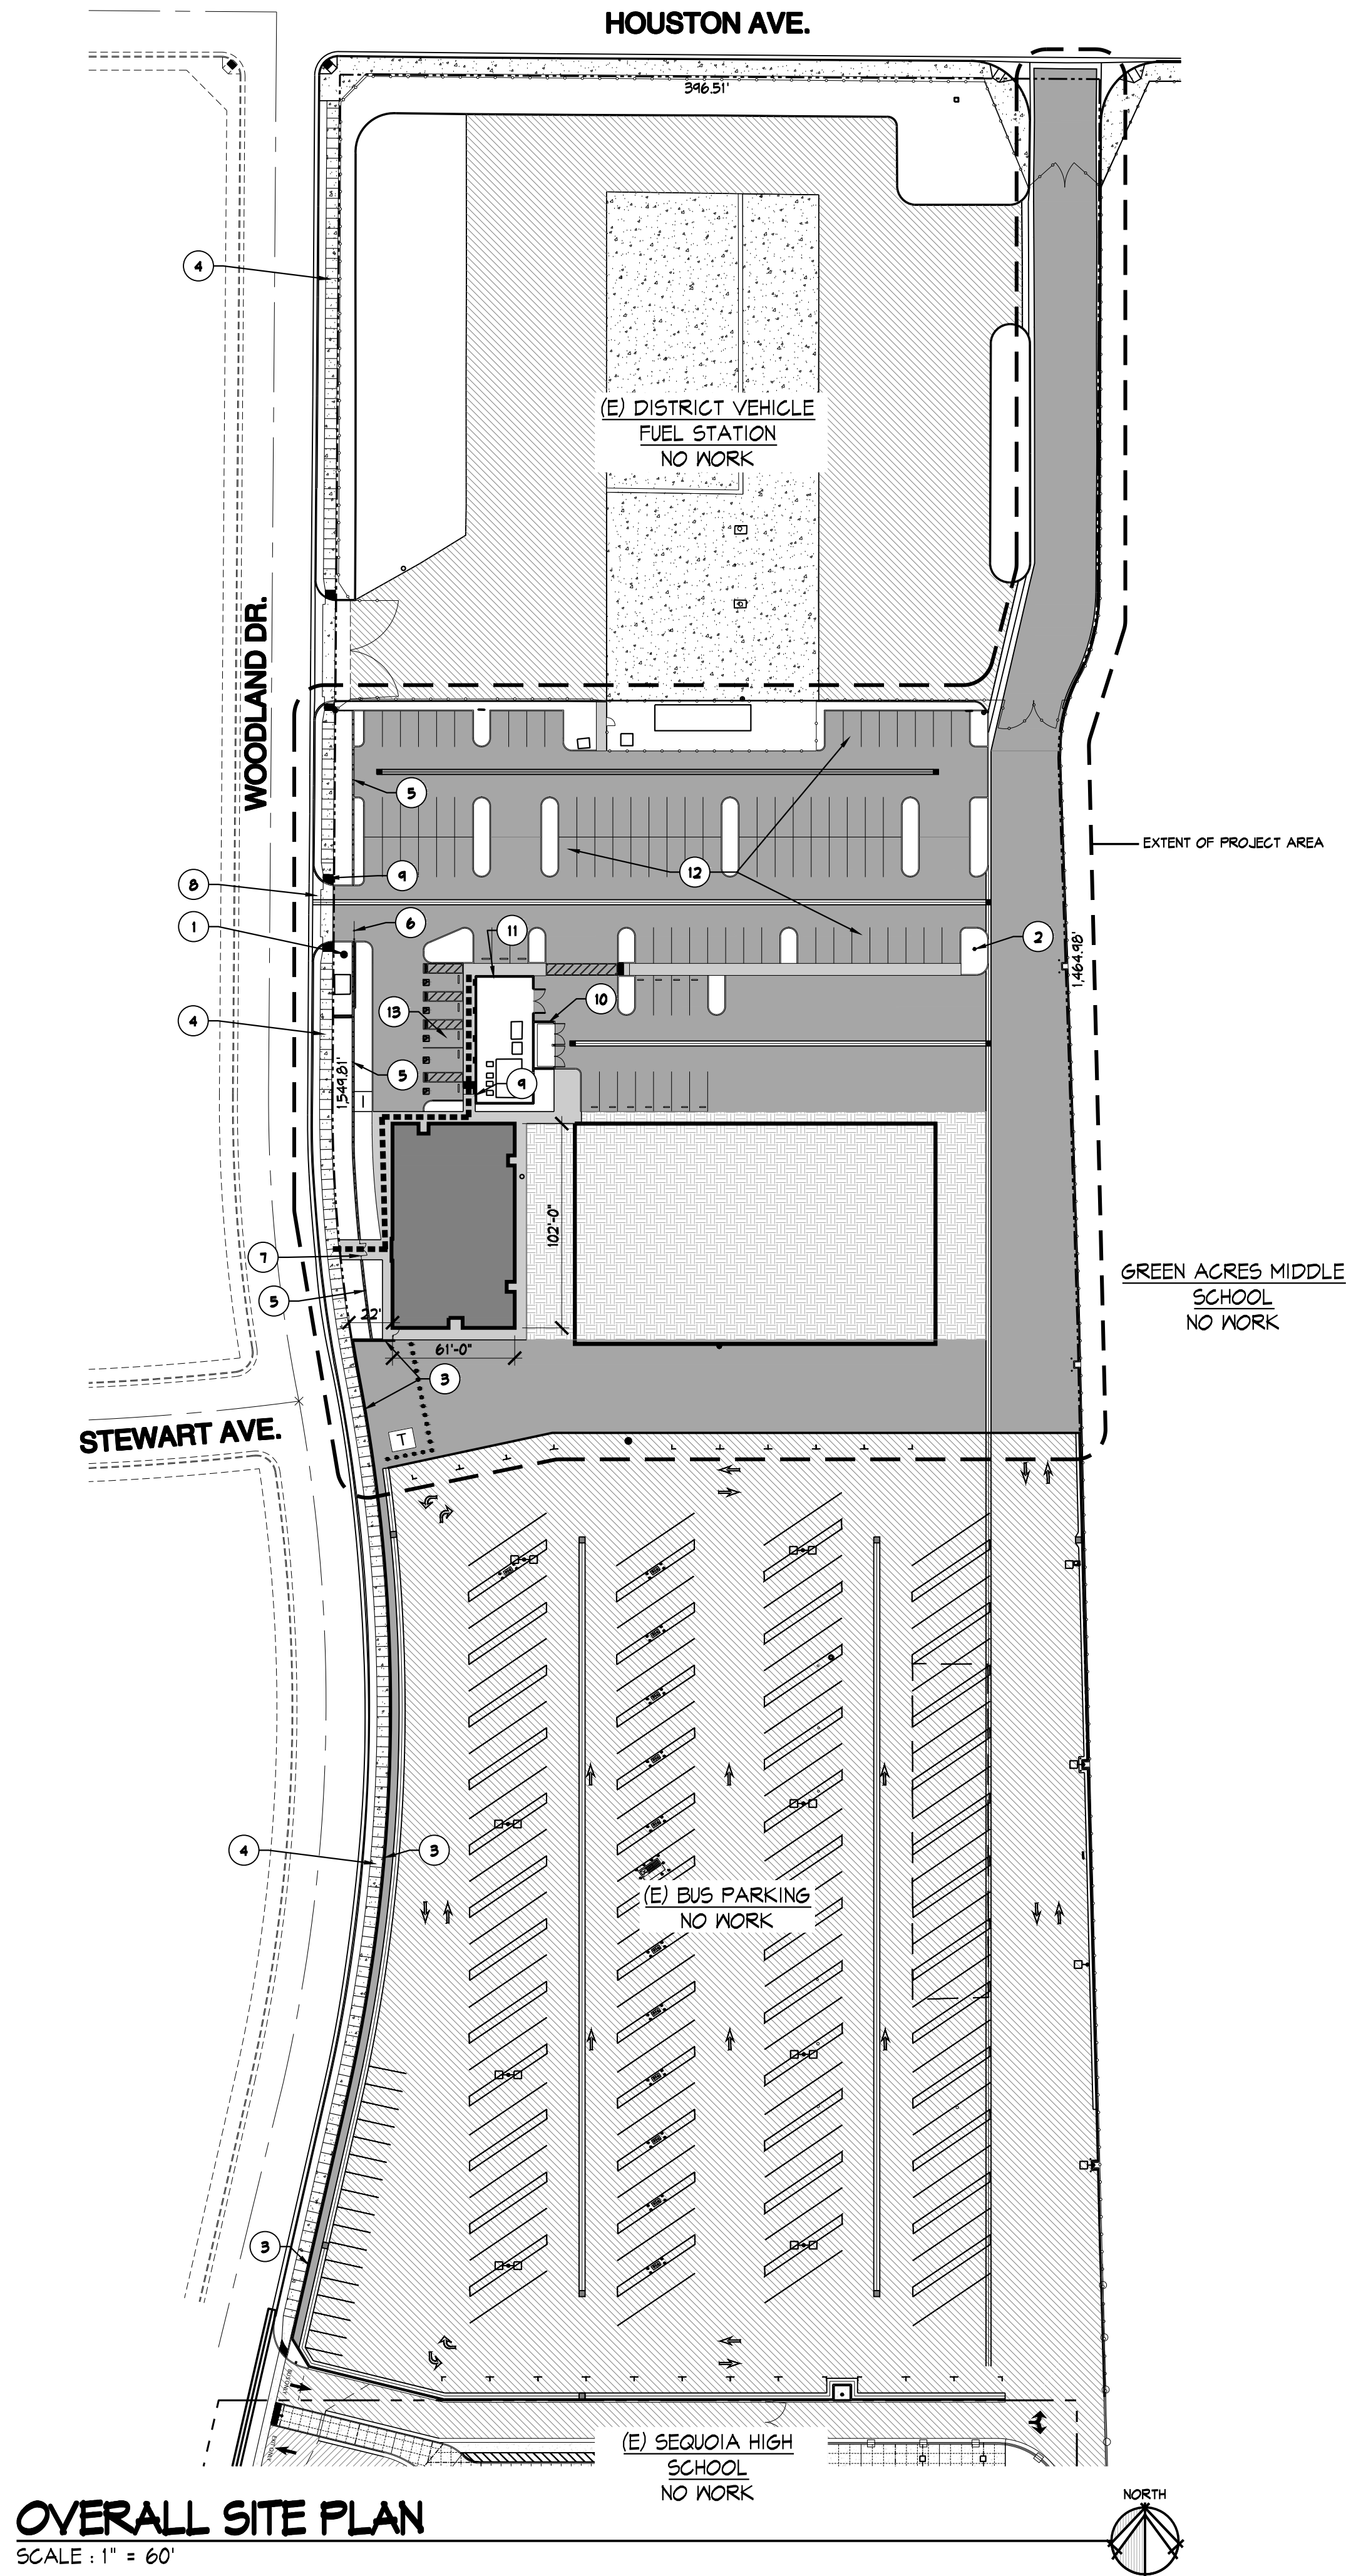 HOUSTON AVE.
396.51'
4
(E) DISTRICT VEHICLE
FUEL STATION
NO WORK
WOODLAND DR.
5
EXTENT OF PROJECT AREA
12
9
8
6
1
11
2
1,464.98'
10
13
4
5
9
1,549.81'
102'-0"
7
5
22'
61'-0"
3
GREEN ACRES MIDDLE
SCHOOL
NO WORK
STEWART AVE.
T
4
3
(E) BUS PARKING
NO WORK
3
(E) SEQUOIA HIGH
SCHOOL
NO WORK
OVERALL SITE PLAN
SCALE : 1" = 60'
NORTH